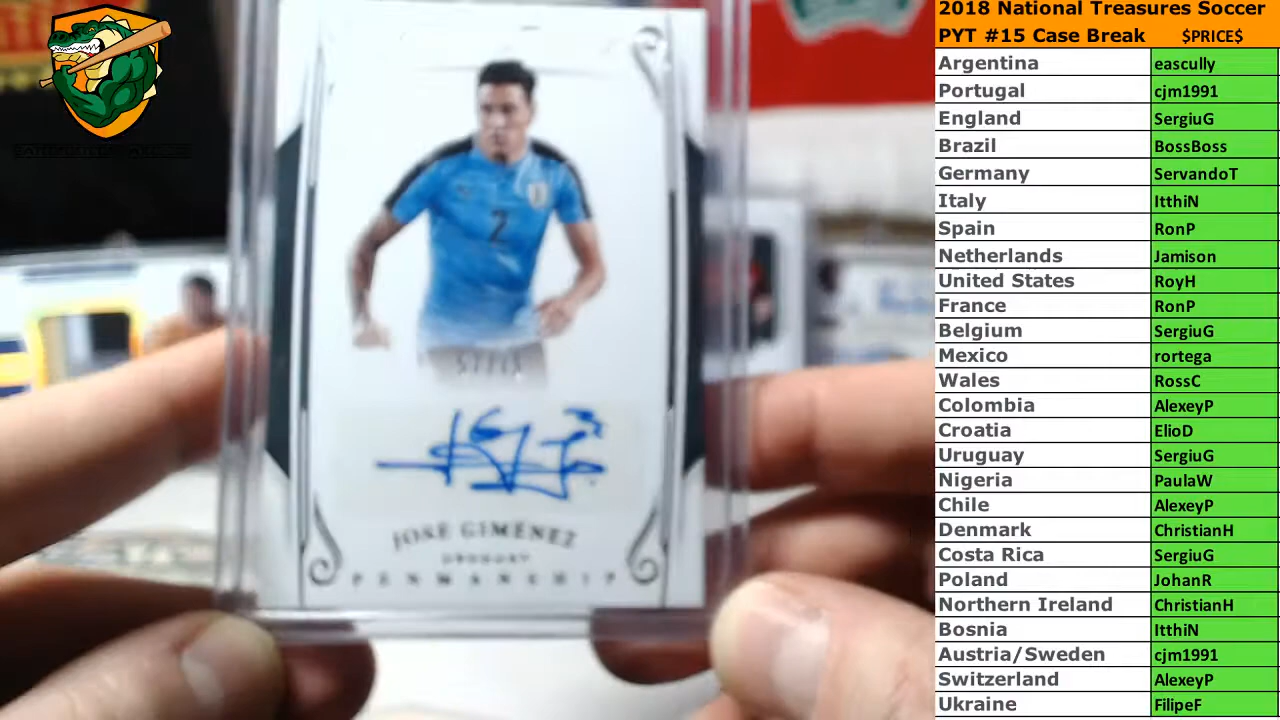 2018 National Treasures Soccer
PYT #15 Case Break $PRICE$
Argentina eascully
Portugal cjm1991
England SergiuG
Brazil BossBoss
Germany ServandoT
Italy ItthiN
Spain RonP
Netherlands Jamison
United States RoyH
France RonP
Belgium SergiuG
Mexico rortega
Wales RossC
Colombia AlexeyP
Croatia ElioD
Uruguay SergiuG
Nigeria PaulaW
Chile AlexeyP
Denmark ChristianH
Costa Rica SergiuG
Poland JohanR
Northern Ireland ChristianH
Bosnia ItthiN
Austria/Sweden cjm1991
Switzerland AlexeyP
Ukraine FilipeF
2
JOSE GIMENEZ
URUGUAY
PENMANSHIP